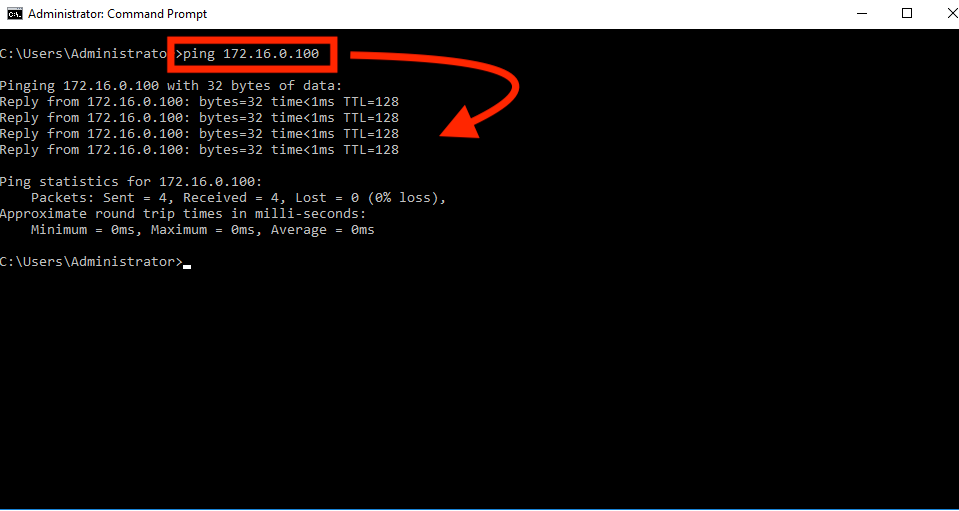 Administrator: Command Prompt
C:\Users\Administrato >ping 172.16.0.100
Pinging 172.16.0.100 with 32 bytes of data:
Reply from 172.16.0.100: bytes=32 time<1ms TTL=128
Reply from 172.16.0.100: bytes=32 time<1ms TTL=128
Reply from 172.16.0.100: bytes=32 time<1ms TTL=128
Reply from 172.16.0.100: bytes=32 time<1ms TTL=128
Ping statistics for 172.16.0.100:
    Packets: Sent = 4, Received = 4, Lost = 0 (0% loss),
Approximate round trip times in milli-seconds:
    Minimum = 0ms, Maximum = 0ms, Average = 0ms
C:\Users\Administrator>